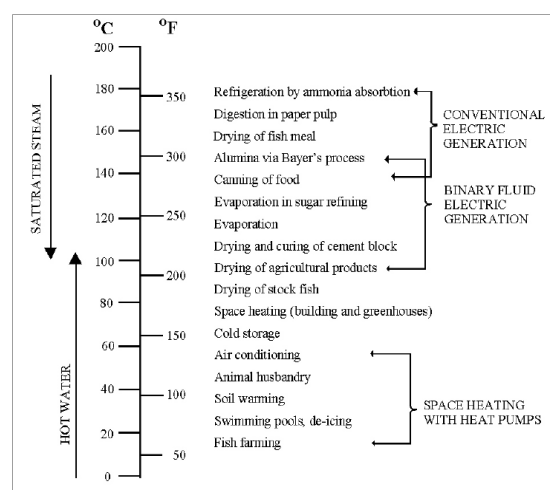 °C
°F
200
180
160
140
120
100
80
60
40
20
0
350
300
250
200
150
100
50
SATURATED STEAM
HOT WATER
Refrigeration by ammonia absorbtion
Digestion in paper pulp
Drying of fish meal
Alumina via Bayer's process
Canning of food
Evaporation in sugar refining
Evaporation
Drying and curing of cement block
Drying of agricultural products
Drying of stock fish
Space heating (building and greenhouses)
Cold storage
Air conditioning
Animal husbandry
Soil warming
Swimming pools, de-icing
Fish farming
CONVENTIONAL
ELECTRIC
GENERATION
BINARY FLUID
ELECTRIC
GENERATION
SPACE HEATING
WITH HEAT PUMPS